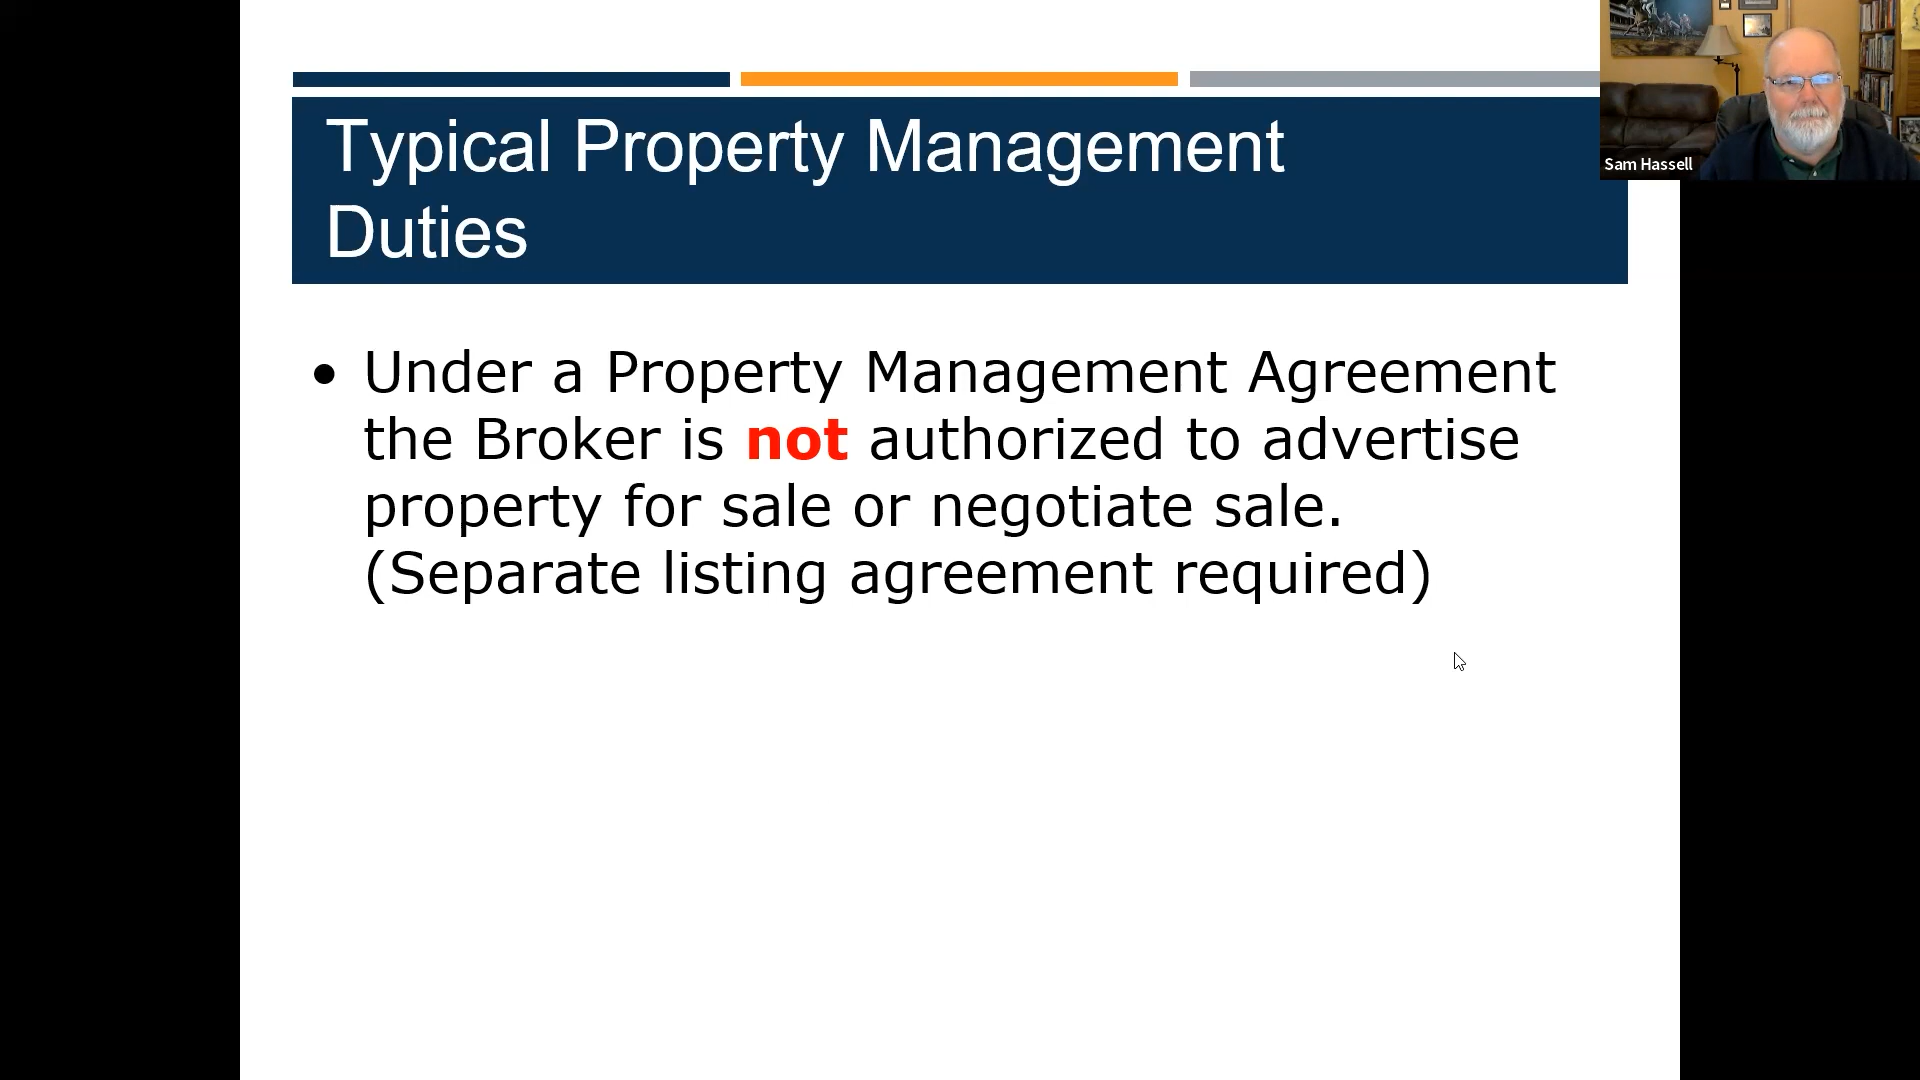 Typical Property Management
Duties
Sam Hassell
• Under a Property Management Agreement
the Broker is not authorized to advertise
property for sale or negotiate sale.
(Separate listing agreement required)